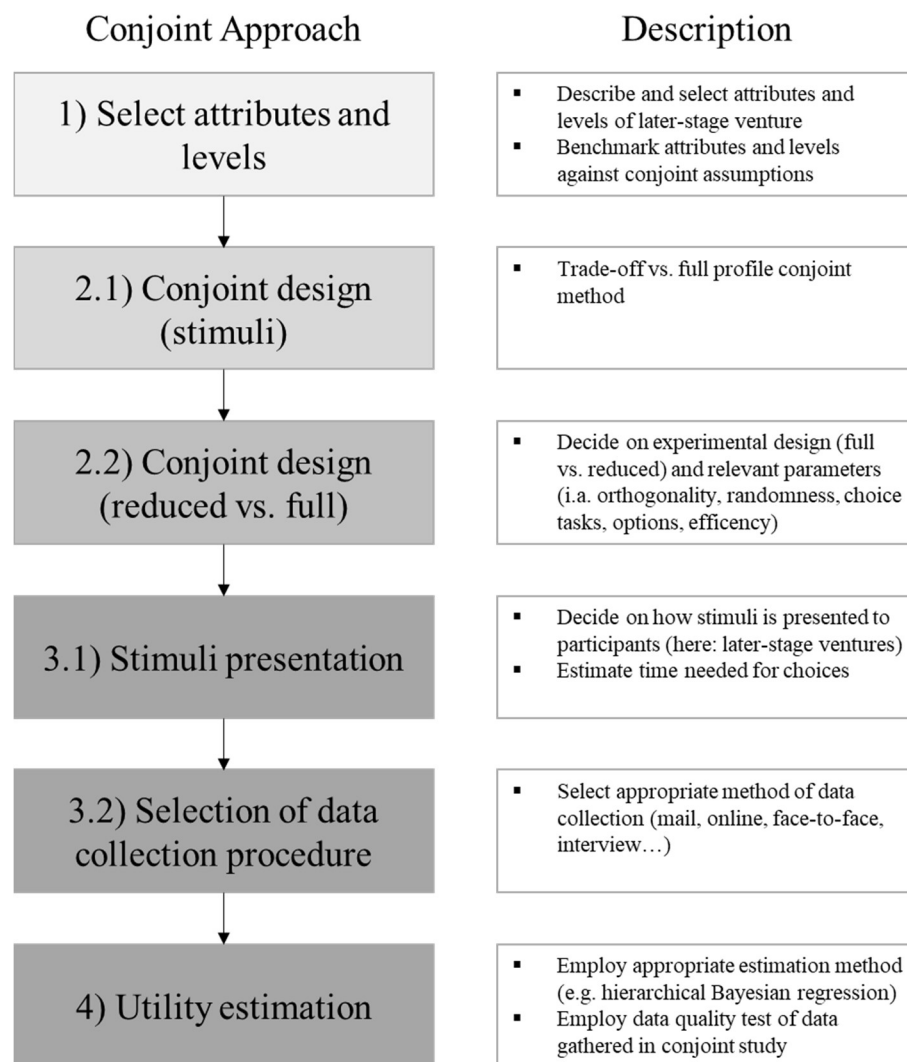 Conjoint Approach
Description
1) Select attributes and
levels
▪ Describe and select attributes and
levels of later-stage venture
▪ Benchmark attributes and levels
against conjoint assumptions
2.1) Conjoint design
(stimuli)
▪ Trade-off vs. full profile conjoint
method
2.2) Conjoint design
(reduced vs. full)
▪ Decide on experimental design (full
vs. reduced) and relevant parameters
(i.a. orthogonality, randomness, choice
tasks, options, efficency)
3.1) Stimuli presentation
▪ Decide on how stimuli is presented to
participants (here: later-stage ventures)
▪ Estimate time needed for choices
3.2) Selection of data
collection procedure
▪ Select appropriate method of data
collection (mail, online, face-to-face,
interview…)
4) Utility estimation
▪ Employ appropriate estimation method
(e.g. hierarchical Bayesian regression)
▪ Employ data quality test of data
gathered in conjoint study